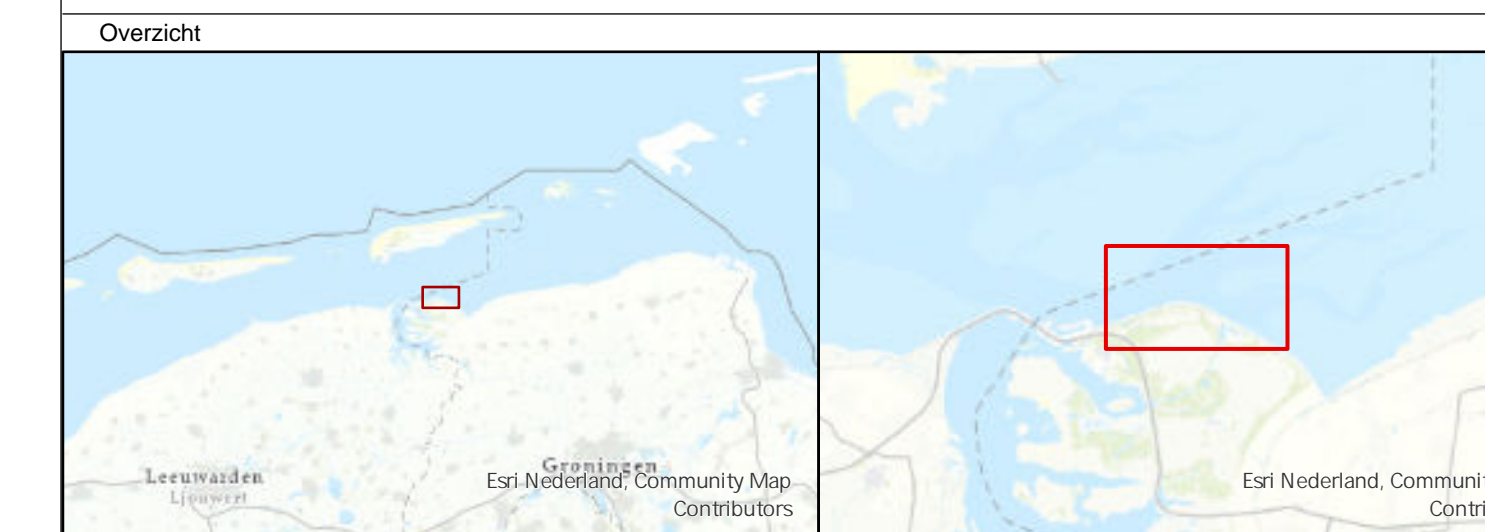 Overzicht
Leeuwarden
Ljouwert
Groningen
Esri Nederland, Community Map
Contributors
Esri Nederland, Communit
Contri